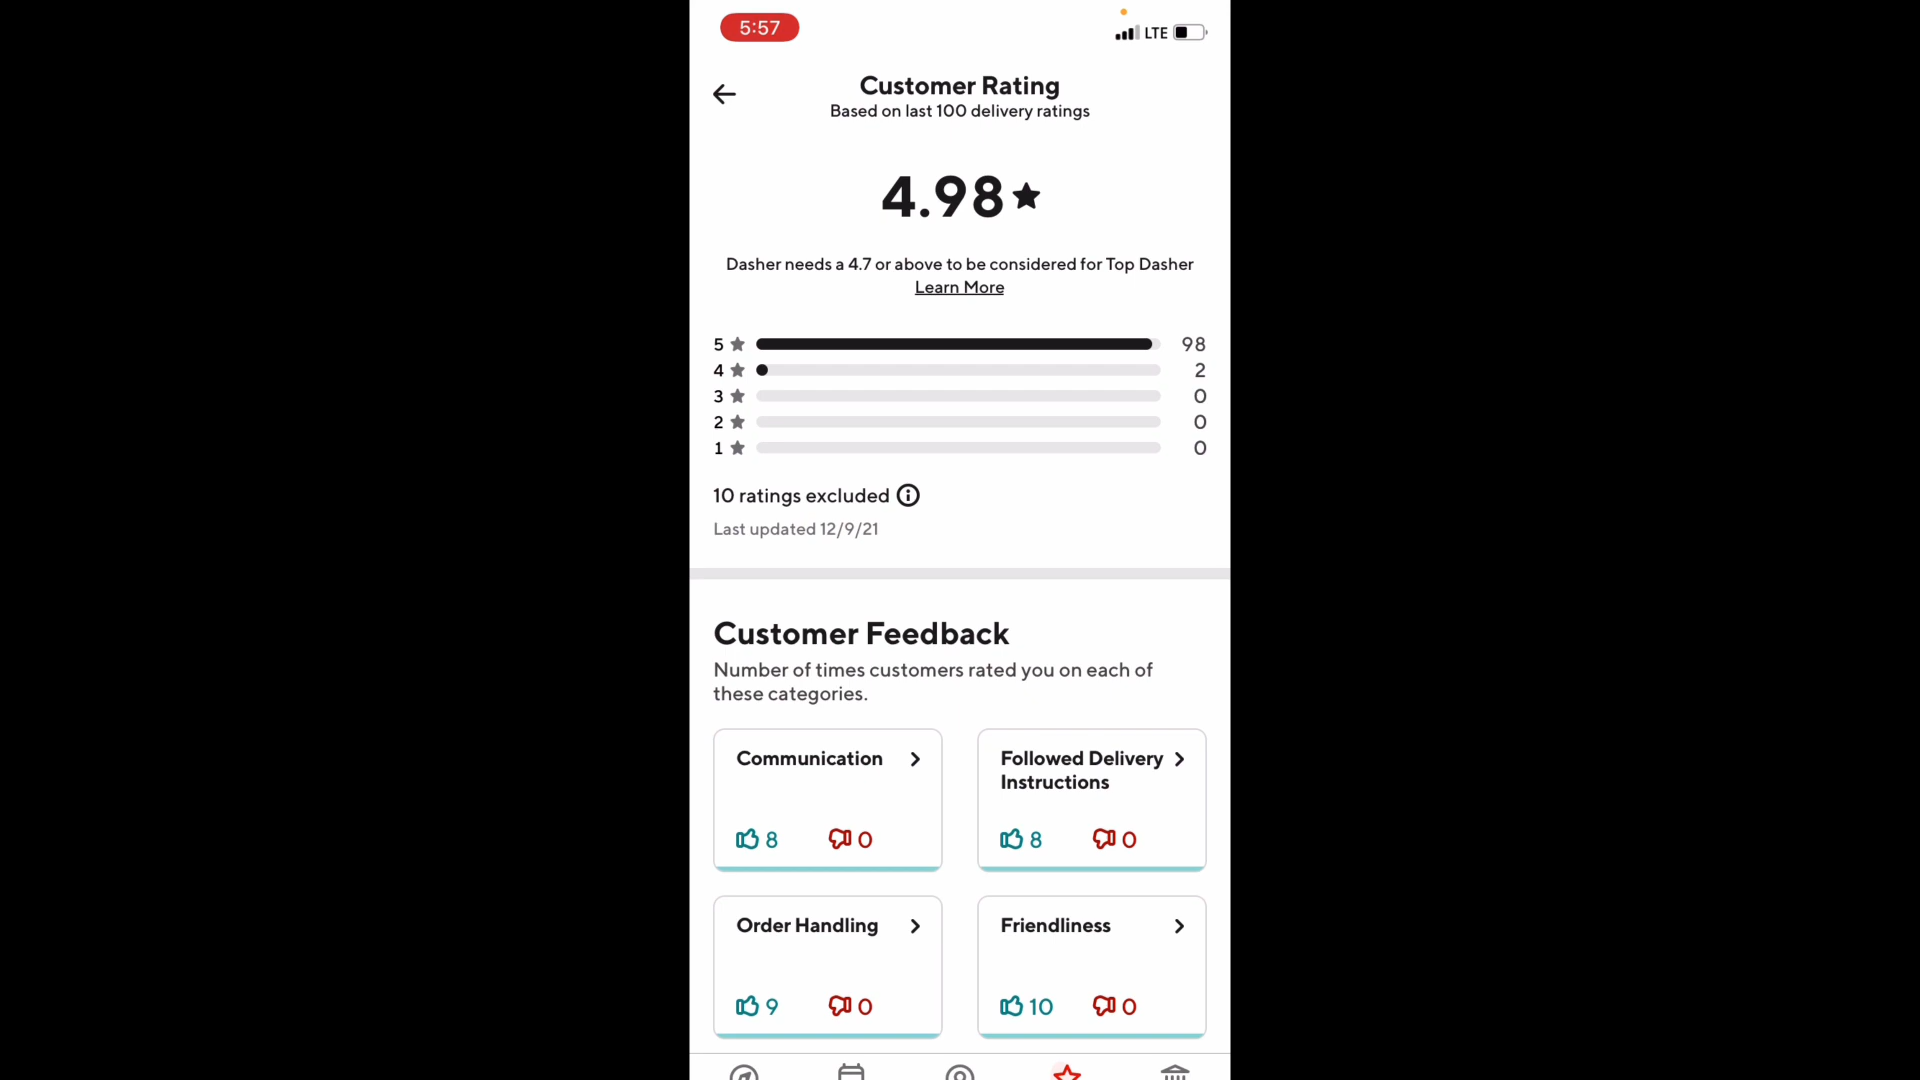 5:57
LTE
Customer Rating
Based on last 100 delivery ratings
4.98
Dasher needs a 4.7 or above to be considered for Top Dasher
Learn More
5 98
4 2
3 0
2 0
1 0
10 ratings excluded
Last updated 12/9/21
Customer Feedback
Number of times customers rated you on each of
these categories.
Communication
8 0
Followed Delivery
Instructions
8 0
Order Handling
9 0
Friendliness
10 0